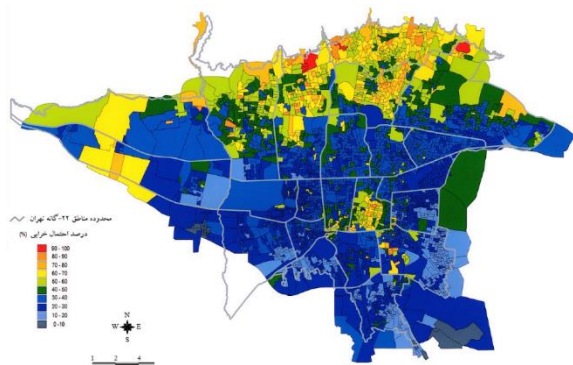 محدوده مناطق ۲۲-گانه تهران
درصد احتمال خرابی (%)
90 - 100
80 - 90
70 - 80
60 - 70
50 - 60
40 - 50
30 - 40
20 - 30
10 - 20
0 - 10
N
W E
S
1 2 4